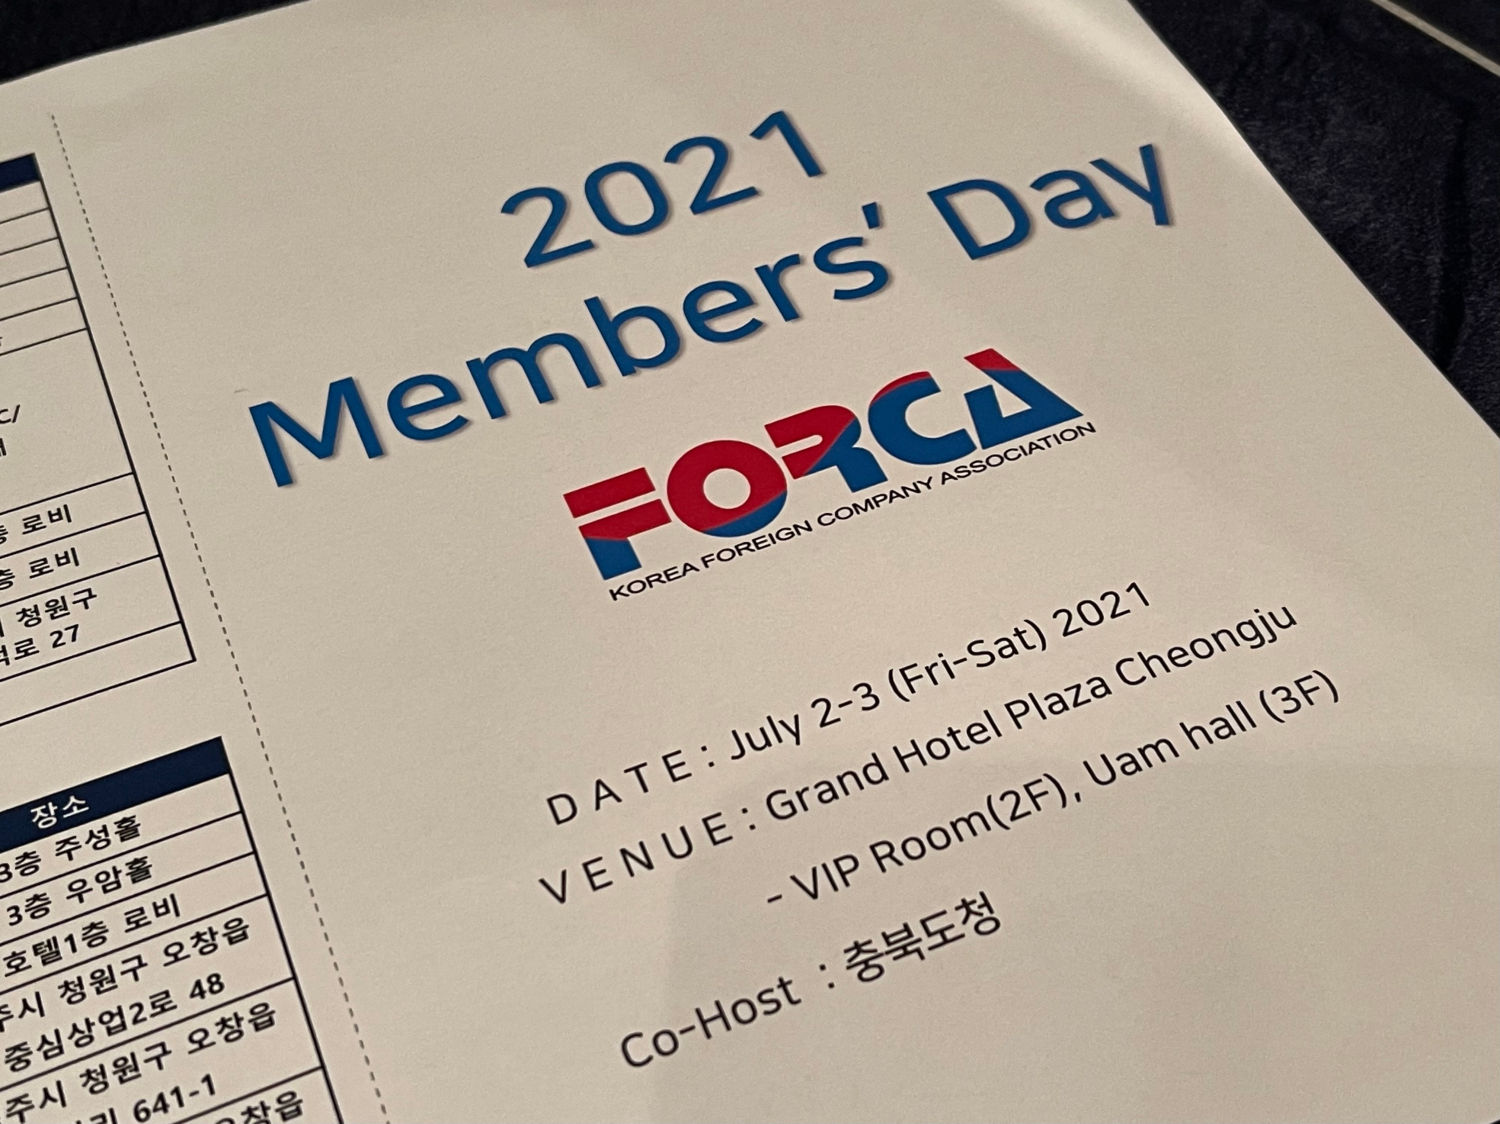 C/
층 로비
층 로비
청원구
27
장소
3층 주성홀
3층 우암홀
호텔1층 로비
주시 청원구 오창읍
중심상업2로 48
주시 청원구 오창읍
641-1
오창읍
2021
Members' Day
FORCA
KOREA FOREIGN COMPANY ASSOCIATION
DATE : July 2-3 (Fri-Sat) 2021
VENUE : Grand Hotel Plaza Cheongju
- VIP Room(2F), Uam hall (3F)
Co-Host : 충북도청